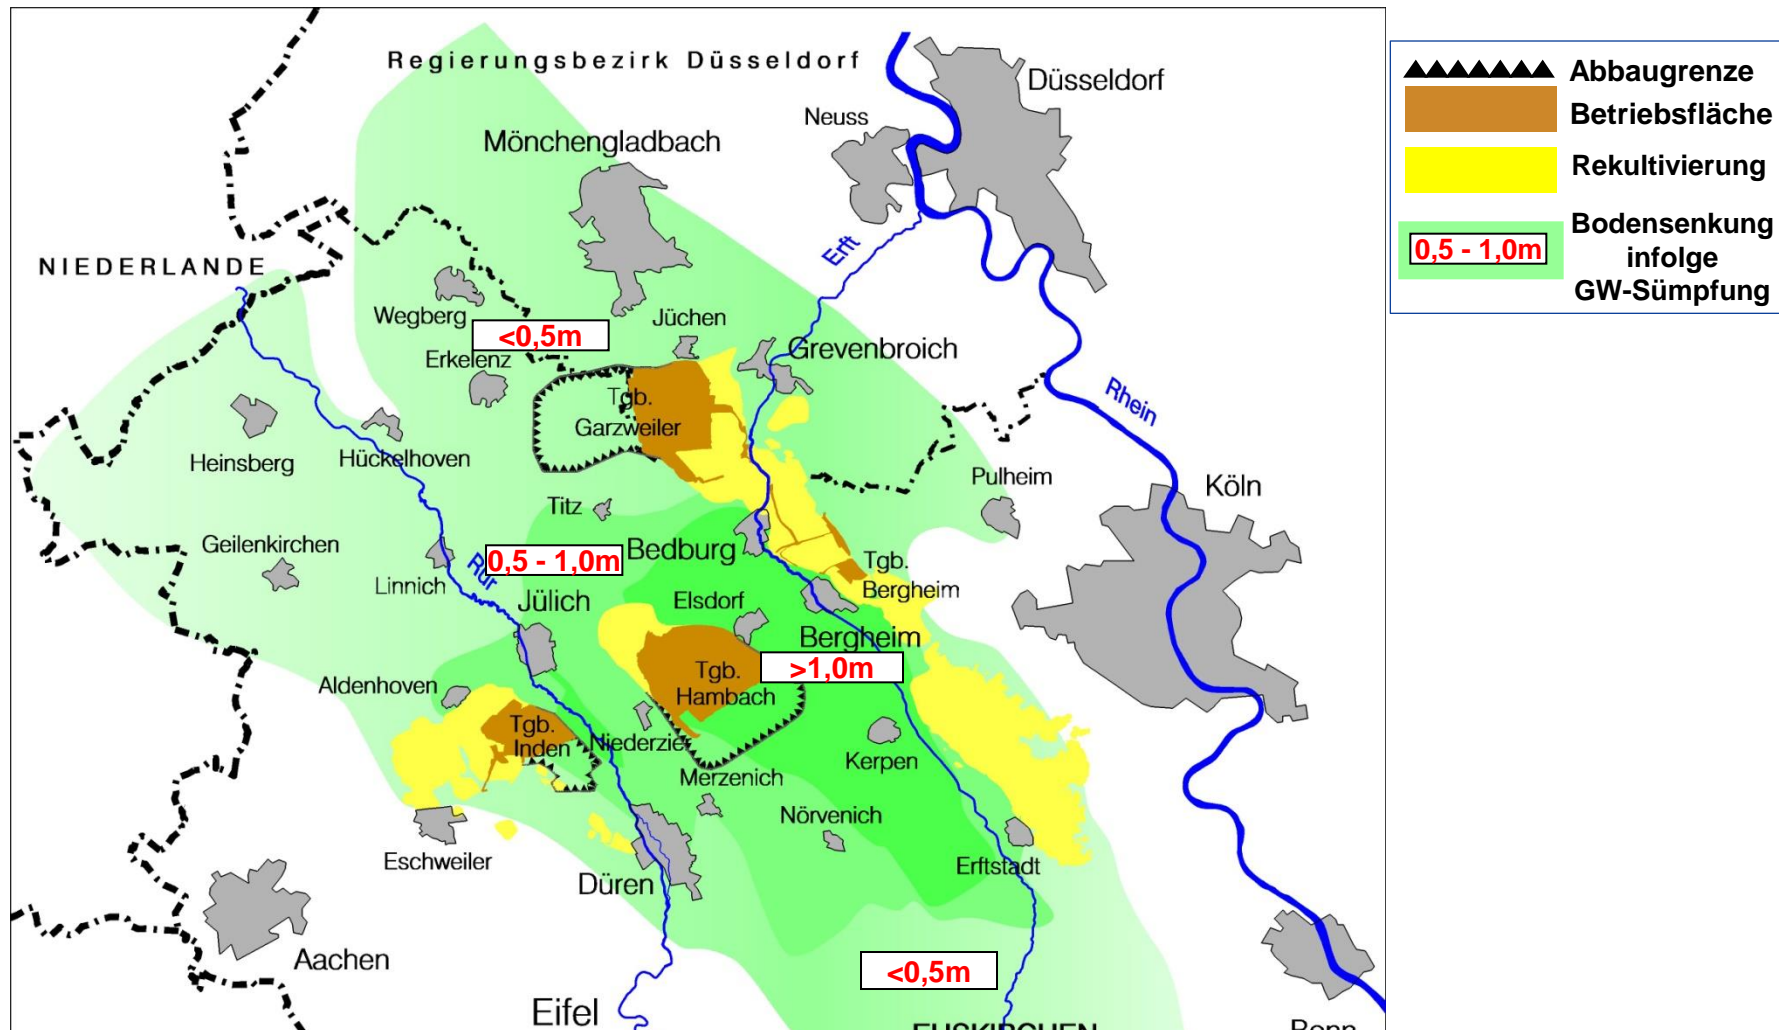 Regierungsbezirk Düsseldorf
Düsseldorf
Neuss
Mönchengladbach
Erft
NIEDERLANDE
Wegberg
<0,5m
Jüchen
Erkelenz
Grevenbroich
Tgb.
Garzweiler
Rhein
Heinsberg
Hückelhoven
Pulheim
Köln
Titz
Geilenkirchen
Linnich
Rur
0,5 - 1,0m
Bedburg
Tgb.
Bergheim
Jülich
Elsdorf
Bergheim
>1,0m
Aldenhoven
Tgb.
Hambach
Tgb.
Inden
Niederzier
Merzenich
Kerpen
Nörvenich
Eschweiler
Düren
Erftstadt
Aachen
<0,5m
Eifel
EUSKIRCHEN
Bonn
Abbaugrenze
Betriebsfläche
Rekultivierung
0,5 - 1,0m
Bodensenkung
infolge
GW-Sümpfung